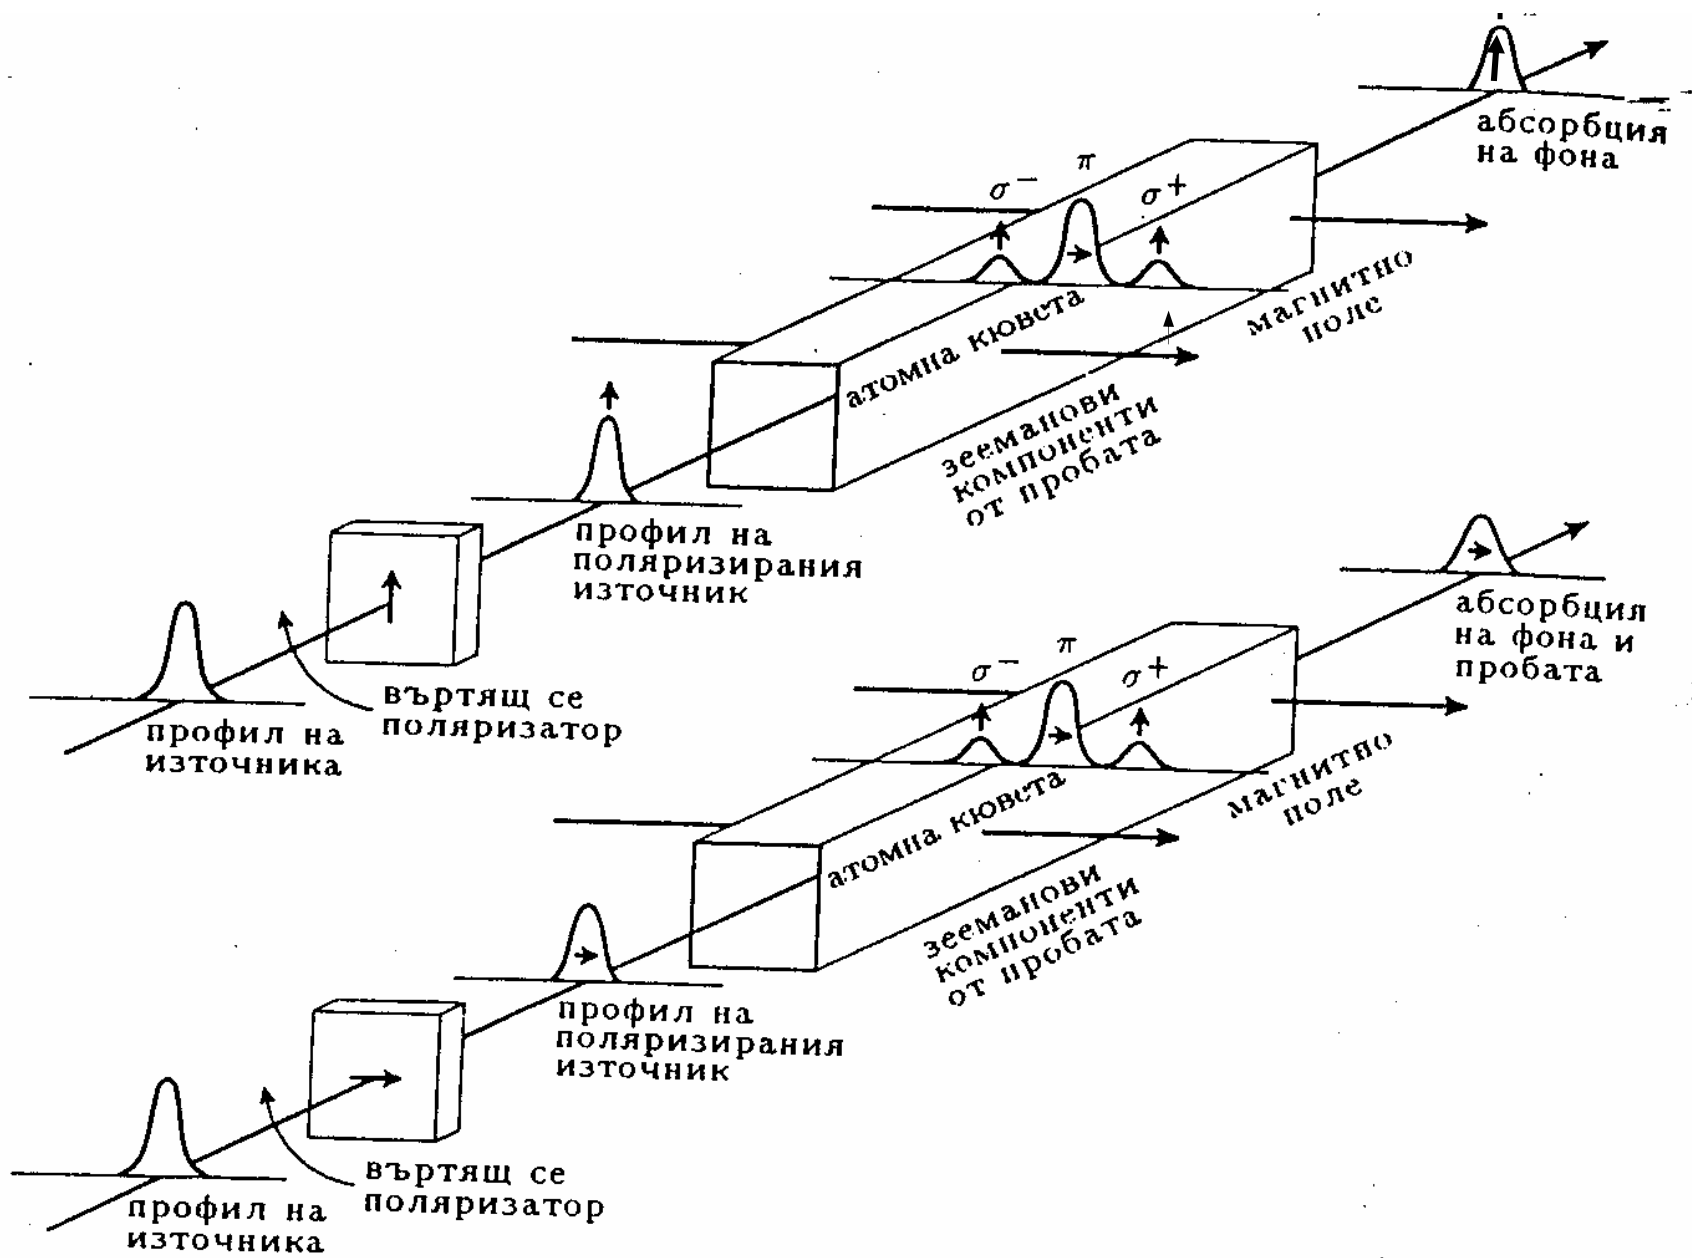 абсорбция
на фона
π
σ⁻
σ+
магнитно
поле
атомна кювета
зееманови
компоненти
от пробата
профил на
поляризирания
източник
въртящ се
поляризатор
профил на
източника
абсорбция
на фона и
пробата
π
σ⁻
σ+
магнитно
поле
атомна кювета
зееманови
компоненти
от пробата
профил на
поляризирания
източник
въртящ се
поляризатор
профил на
източника